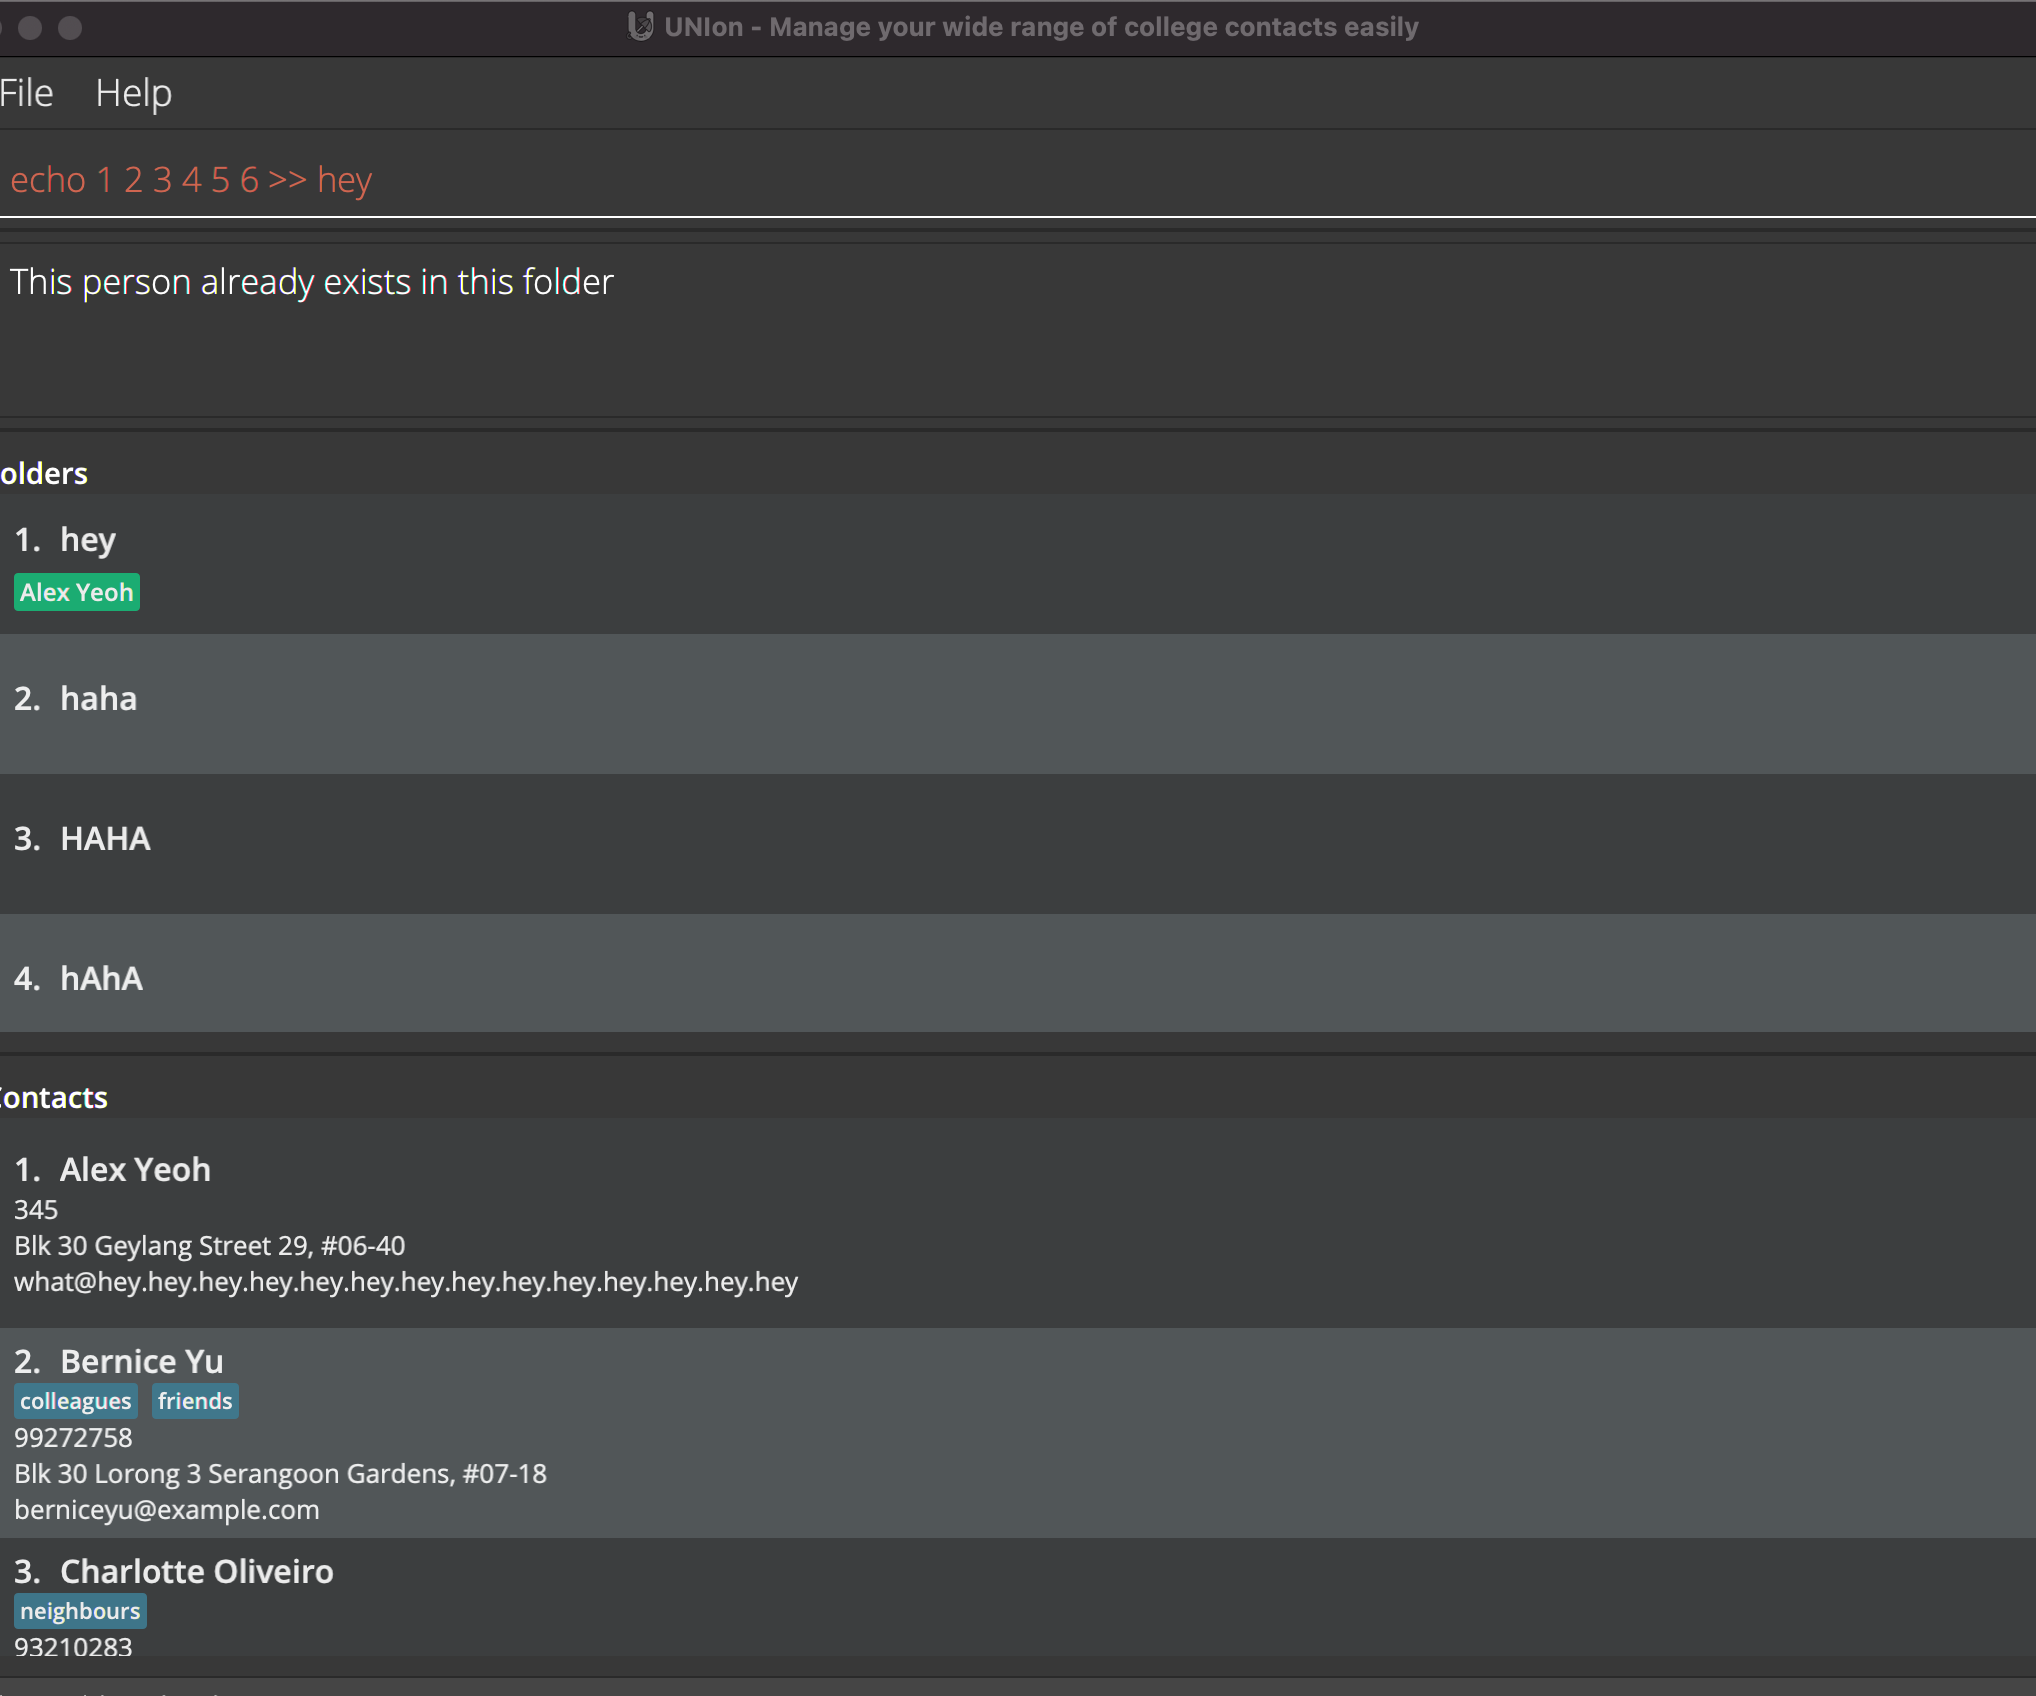 UNIon - Manage your wide range of college contacts easily
File Help
echo 1 2 3 4 5 6 >> hey
This person already exists in this folder
olders
1. hey
Alex Yeoh
2. haha
3. HAHA
4. hAhA
Contacts
1. Alex Yeoh
345
Blk 30 Geylang Street 29, #06-40
what@hey.hey.hey.hey.hey.hey.hey.hey.hey.hey.hey.hey.hey.hey
2. Bernice Yu
colleagues friends
99272758
Blk 30 Lorong 3 Serangoon Gardens, #07-18
berniceyu@example.com
3. Charlotte Oliveiro
neighbours
93210283